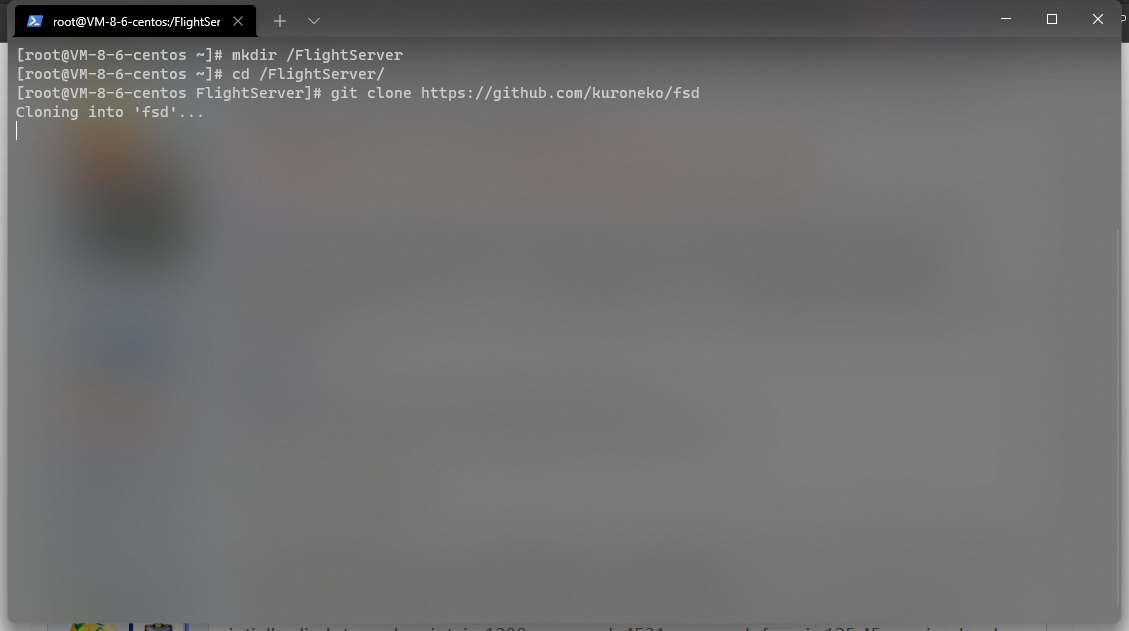 root@VM-8-6-centos:/FlightSer
[root@VM-8-6-centos ~]# mkdir /FlightServer
[root@VM-8-6-centos ~]# cd /FlightServer/
[root@VM-8-6-centos FlightServer]# git clone https://github.com/kuroneko/fsd
Cloning into 'fsd'...